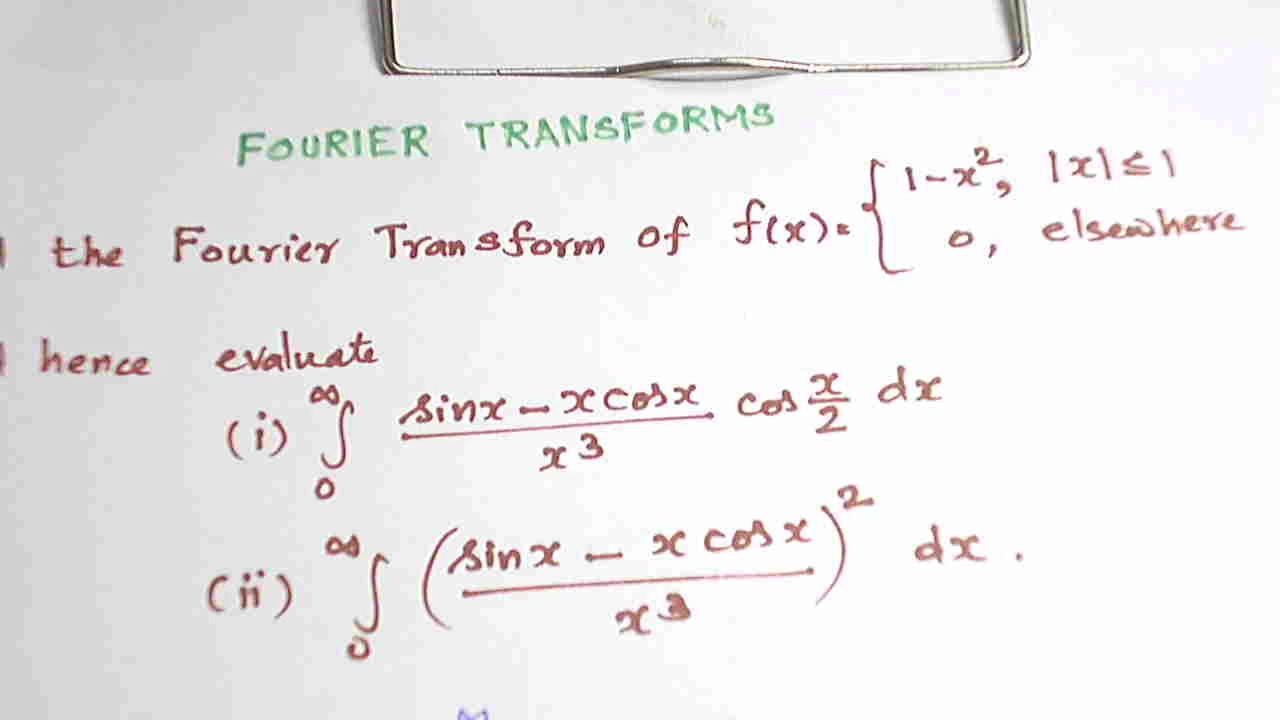 FOURIER TRANSFORMS
the Fourier Transform of f(x) = { 1-x², |x| ≤ 1
0, elsewhere
hence evaluate
(i) ∫₀^∞ (sinx - x cosx)/x³ cos x/2 dx
(ii) ∫₀^∞ ((sinx - x cosx)/x³)² dx.